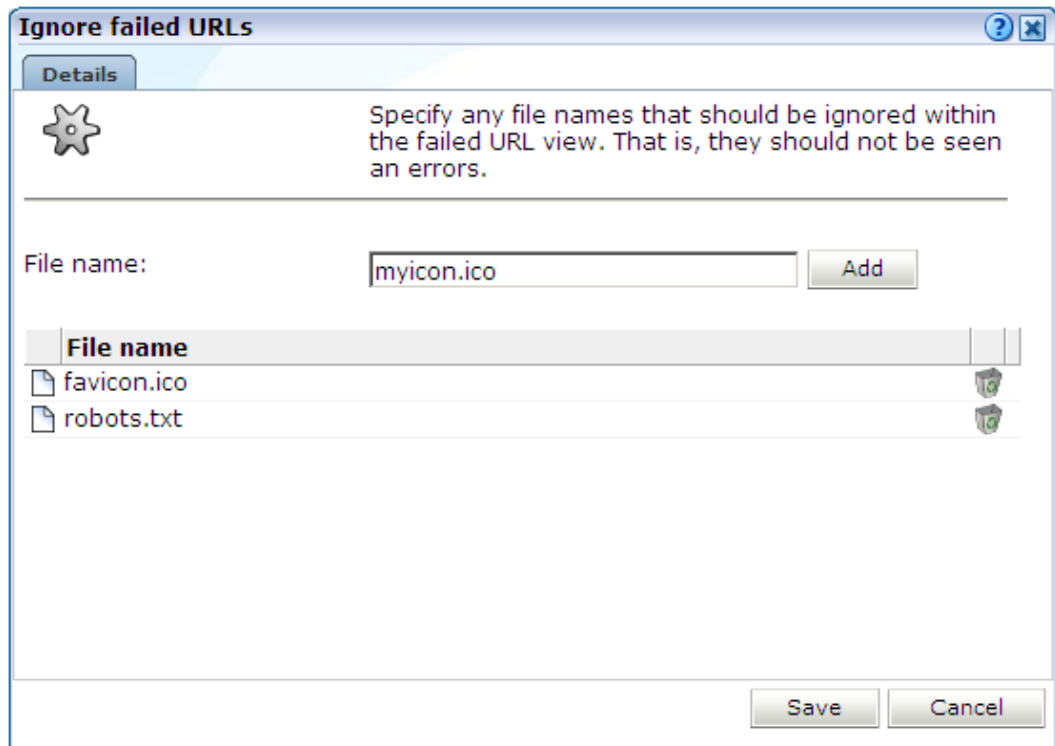 Ignore failed URLs
?
Details
Specify any file names that should be ignored within
the failed URL view. That is, they should not be seen
an errors.
File name:
myicon.ico
Add
File name
favicon.ico
robots.txt
Save
Cancel